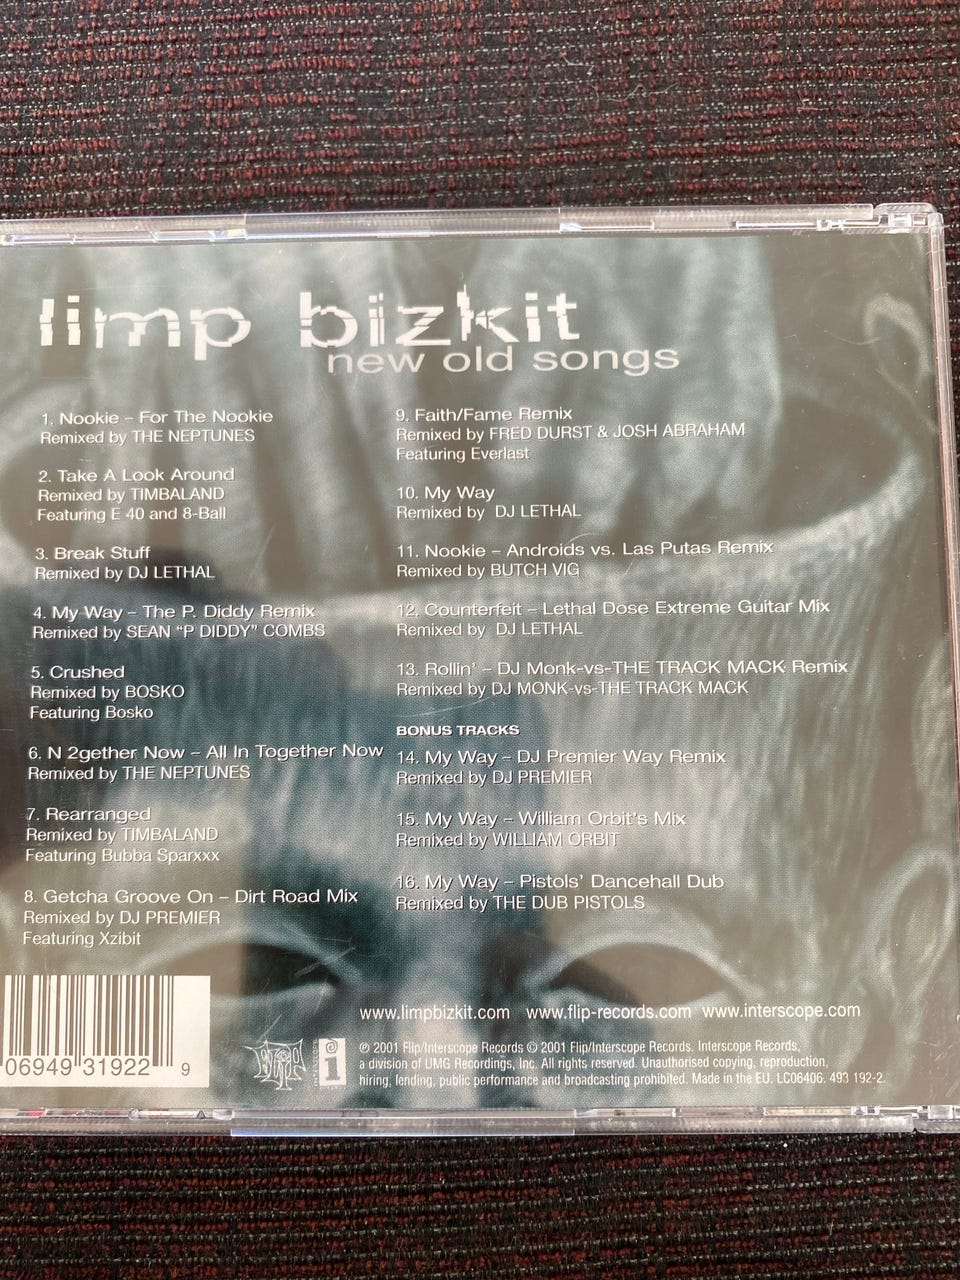 limp bizkit
new old songs
1. Nookie – For The Nookie
Remixed by THE NEPTUNES
2. Take A Look Around
Remixed by TIMBALAND
Featuring E 40 and 8-Ball
3. Break Stuff
Remixed by DJ LETHAL
4. My Way – The P. Diddy Remix
Remixed by SEAN “P DIDDY” COMBS
5. Crushed
Remixed by BOSKO
Featuring Bosko
6. N 2gether Now – All In Together Now
Remixed by THE NEPTUNES
7. Rearranged
Remixed by TIMBALAND
Featuring Bubba Sparxxx
8. Getcha Groove On – Dirt Road Mix
Remixed by DJ PREMIER
Featuring Xzibit
9. Faith/Fame Remix
Remixed by FRED DURST & JOSH ABRAHAM
Featuring Everlast
10. My Way
Remixed by DJ LETHAL
11. Nookie – Androids vs. Las Putas Remix
Remixed by BUTCH VIG
12. Counterfeit – Lethal Dose Extreme Guitar Mix
Remixed by DJ LETHAL
13. Rollin' – DJ Monk-vs-THE TRACK MACK Remix
Remixed by DJ MONK-vs-THE TRACK MACK
BONUS TRACKS
14. My Way – DJ Premier Way Remix
Remixed by DJ PREMIER
15. My Way – William Orbit's Mix
Remixed by WILLIAM ORBIT
16. My Way – Pistols' Dancehall Dub
Remixed by THE DUB PISTOLS
06949 31922 9
www.limpbizkit.com www.flip-records.com www.interscope.com
INTERSCOPE
℗ 2001 Flip/Interscope Records © 2001 Flip/Interscope Records. Interscope Records,
a division of UMG Recordings, Inc. All rights reserved. Unauthorised copying, reproduction,
hiring, lending, public performance and broadcasting prohibited. Made in the EU. LC06406. 493 192-2.